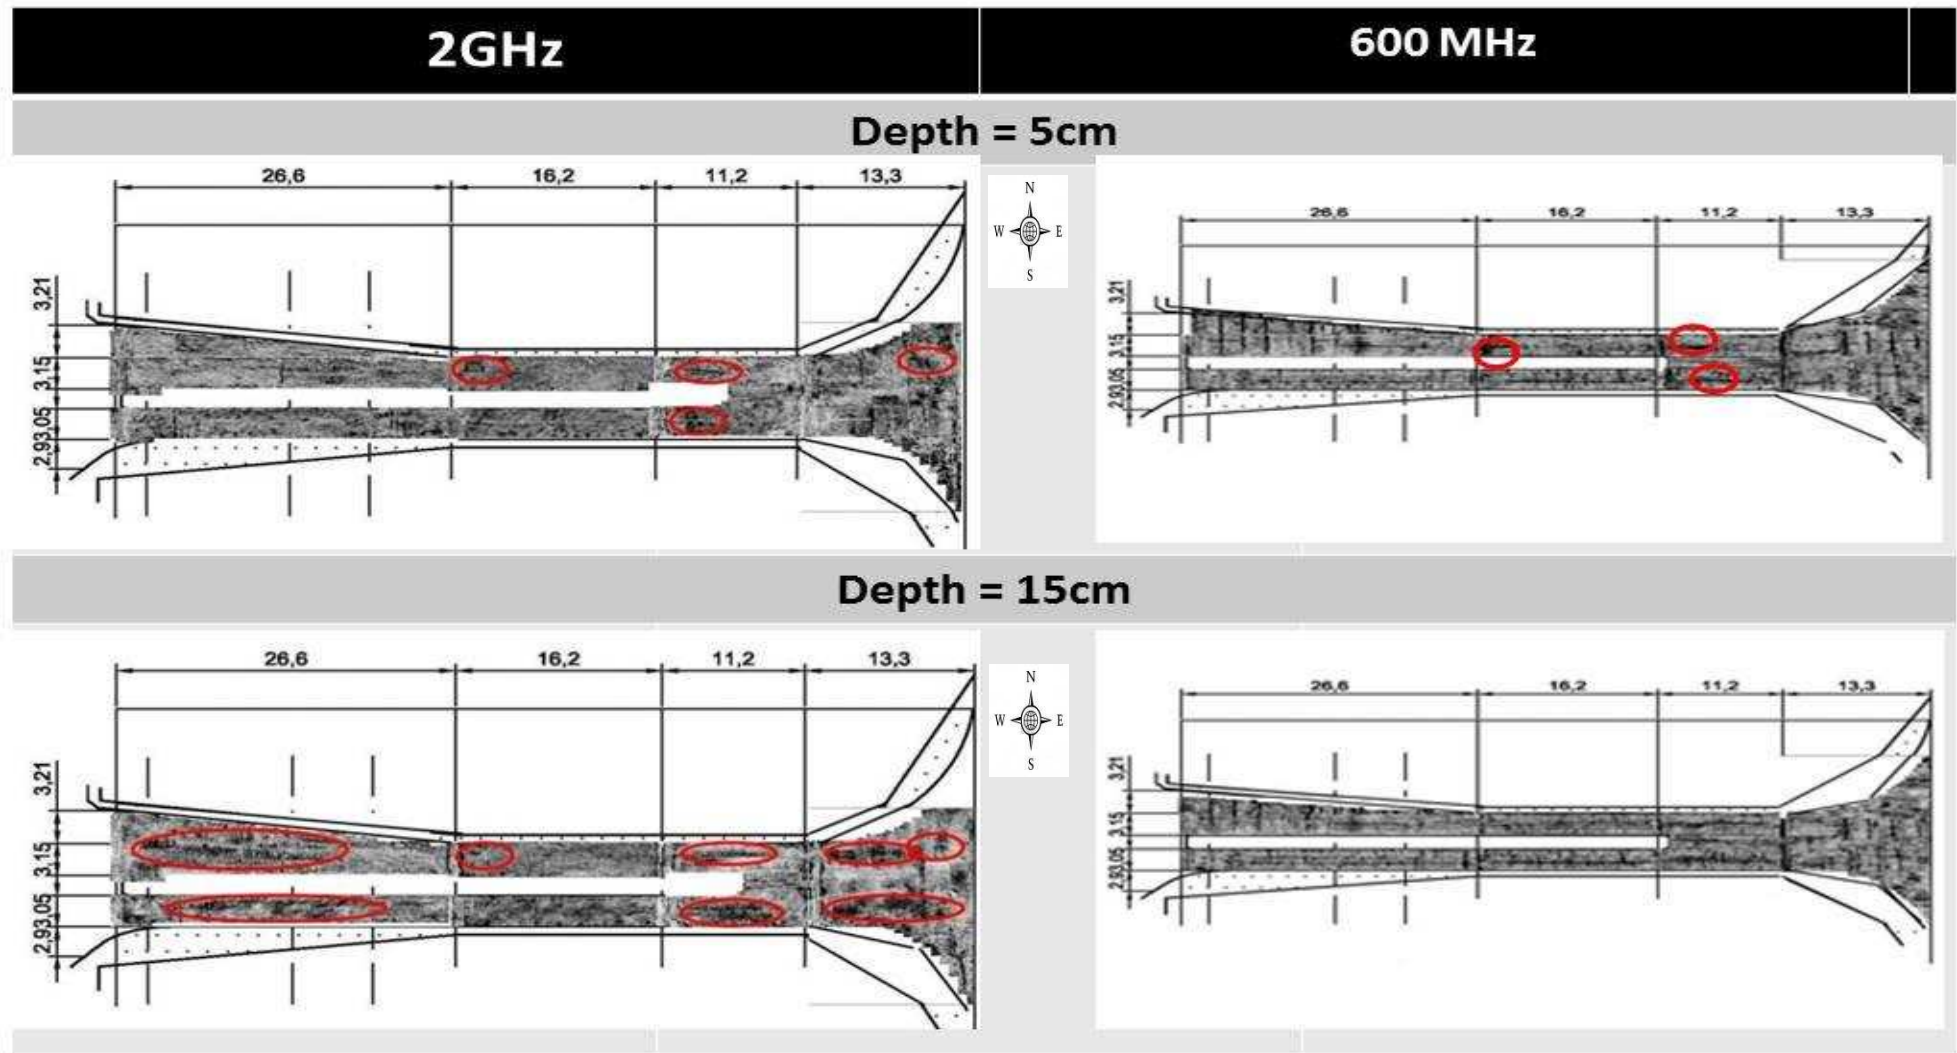 2GHz
600 MHz
Depth = 5cm
26,6
16,2
11,2
13,3
3,21
3.15
2,93,05
N
W E
S
26,6
16,2
11,2
13,3
3,21
3.15
2,93,05
Depth = 15cm
26,6
16,2
11,2
13,3
3,21
3.15
2,93,05
N
W E
S
26,6
16,2
11,2
13,3
3,21
3.15
2,93,05